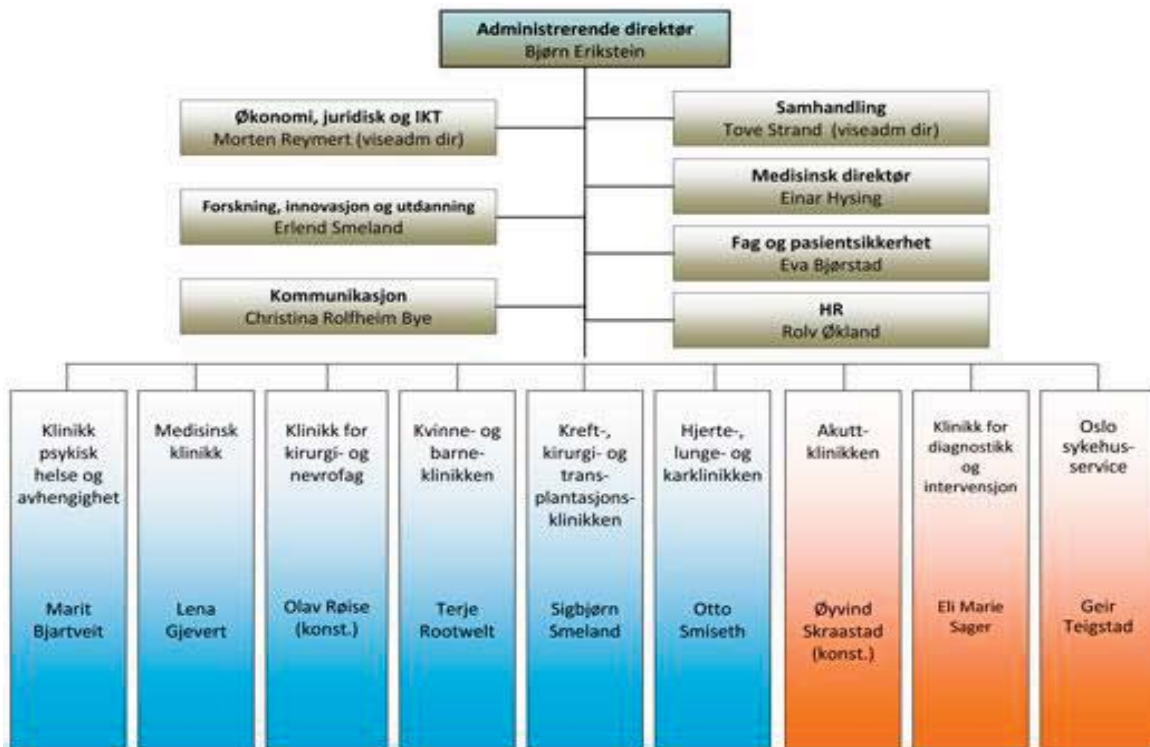 Administrerende direktør
Bjørn Erikstein
Økonomi, juridisk og IKT
Morten Reymert (viseadm dir)
Samhandling
Tove Strand (viseadm dir)
Medisinsk direktør
Einar Hysing
Forskning, innovasjon og utdanning
Erlend Smeland
Fag og pasientsikkerhet
Eva Bjørstad
Kommunikasjon
Christina Rolfheim Bye
HR
Rolv Økland
Klinikk
psykisk
helse og
avhengighet
Marit
Bjartveit
Medisinsk
klinikk
Lena
Gjevert
Klinikk for
kirurgi- og
nevrofag
Olav Røise
(konst.)
Kvinne- og
barne-
klinikken
Terje
Rootwelt
Kreft-,
kirurgi- og
trans-
plantasjons-
klinikken
Sigbjørn
Smeland
Hjerte-,
lunge- og
karklinikken
Otto
Smiseth
Akutt-
klinikken
Øyvind
Skraastad
(konst.)
Klinikk for
diagnostikk
og
intervensjon
Eli Marie
Sager
Oslo
sykehus-
service
Geir
Teigstad